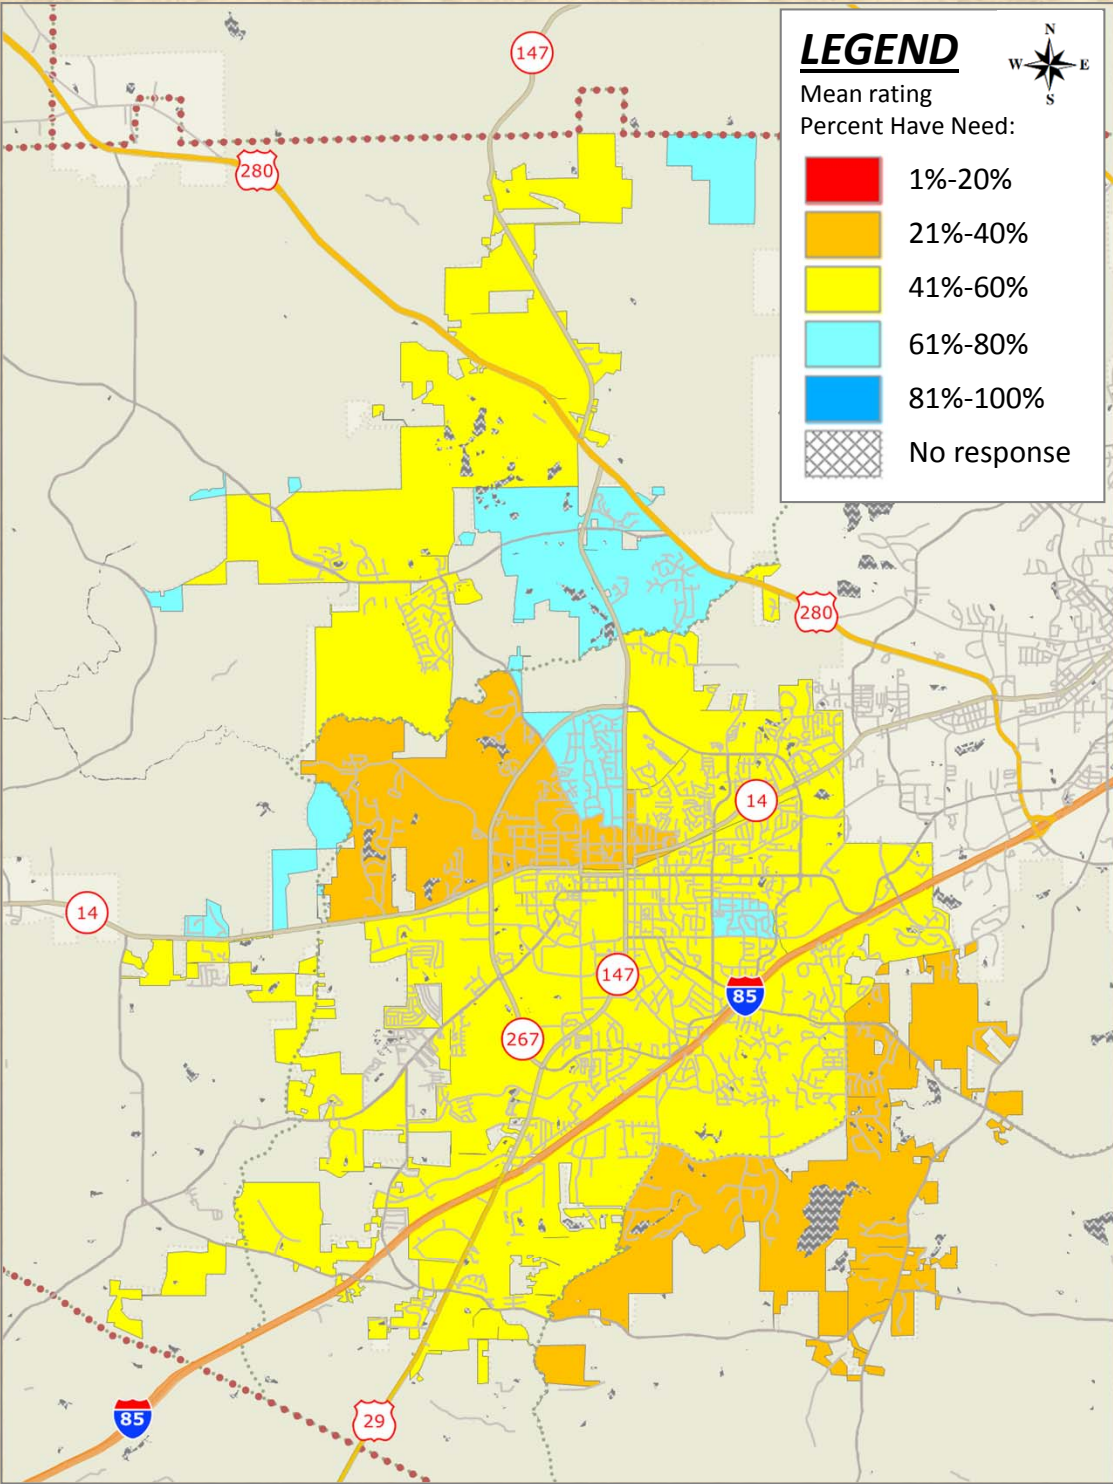 147
LEGEND
N
W E
S
Mean rating
Percent Have Need:
280
1%-20%
21%-40%
41%-60%
61%-80%
81%-100%
No response
280
14
14
147
85
267
85
29